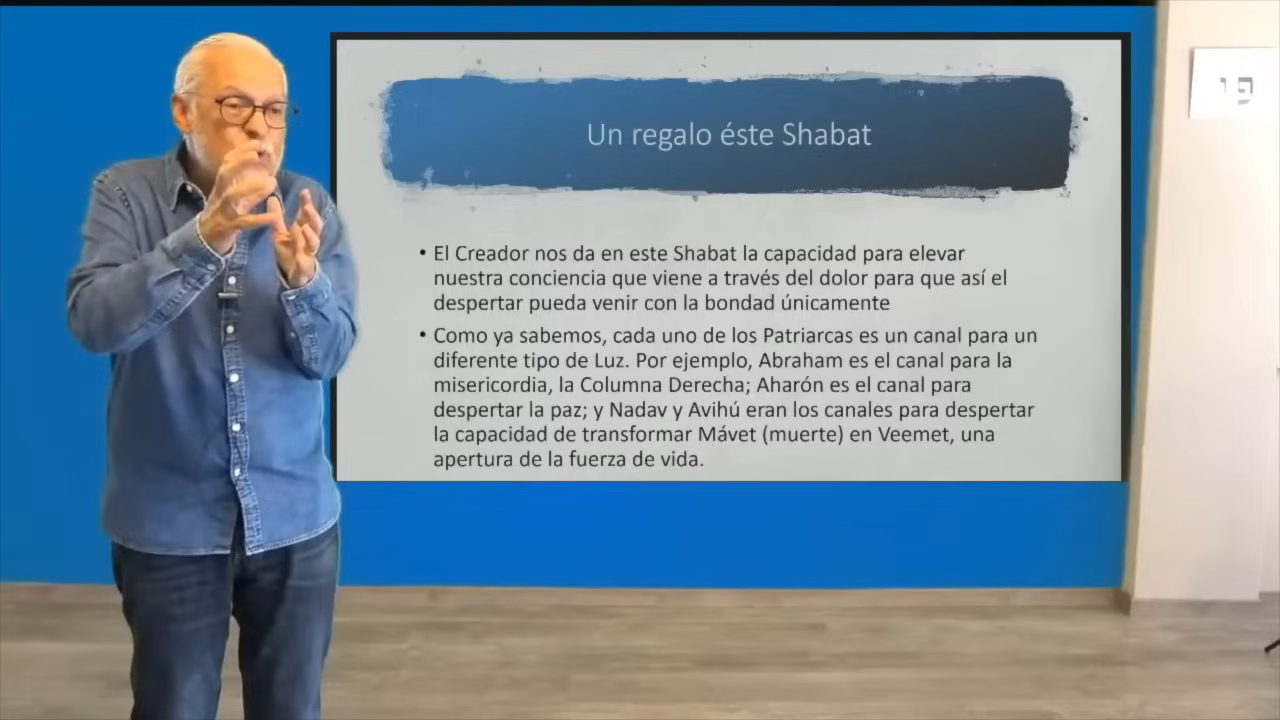 Un regalo éste Shabat
• El Creador nos da en este Shabat la capacidad para elevar
nuestra conciencia que viene a través del dolor para que así el
despertar pueda venir con la bondad únicamente
• Como ya sabemos, cada uno de los Patriarcas es un canal para un
diferente tipo de Luz. Por ejemplo, Abraham es el canal para la
misericordia, la Columna Derecha; Aharón es el canal para
despertar la paz; y Nadav y Avihú eran los canales para despertar
la capacidad de transformar Mávet (muerte) en Veemet, una
apertura de la fuerza de vida.